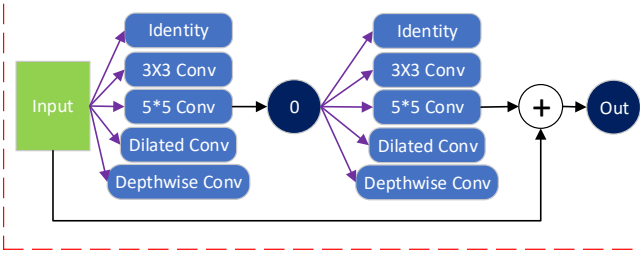 Input
Identity
3X3 Conv
5*5 Conv
Dilated Conv
Depthwise Conv
0
Identity
3X3 Conv
5*5 Conv
Dilated Conv
Depthwise Conv
+
Out